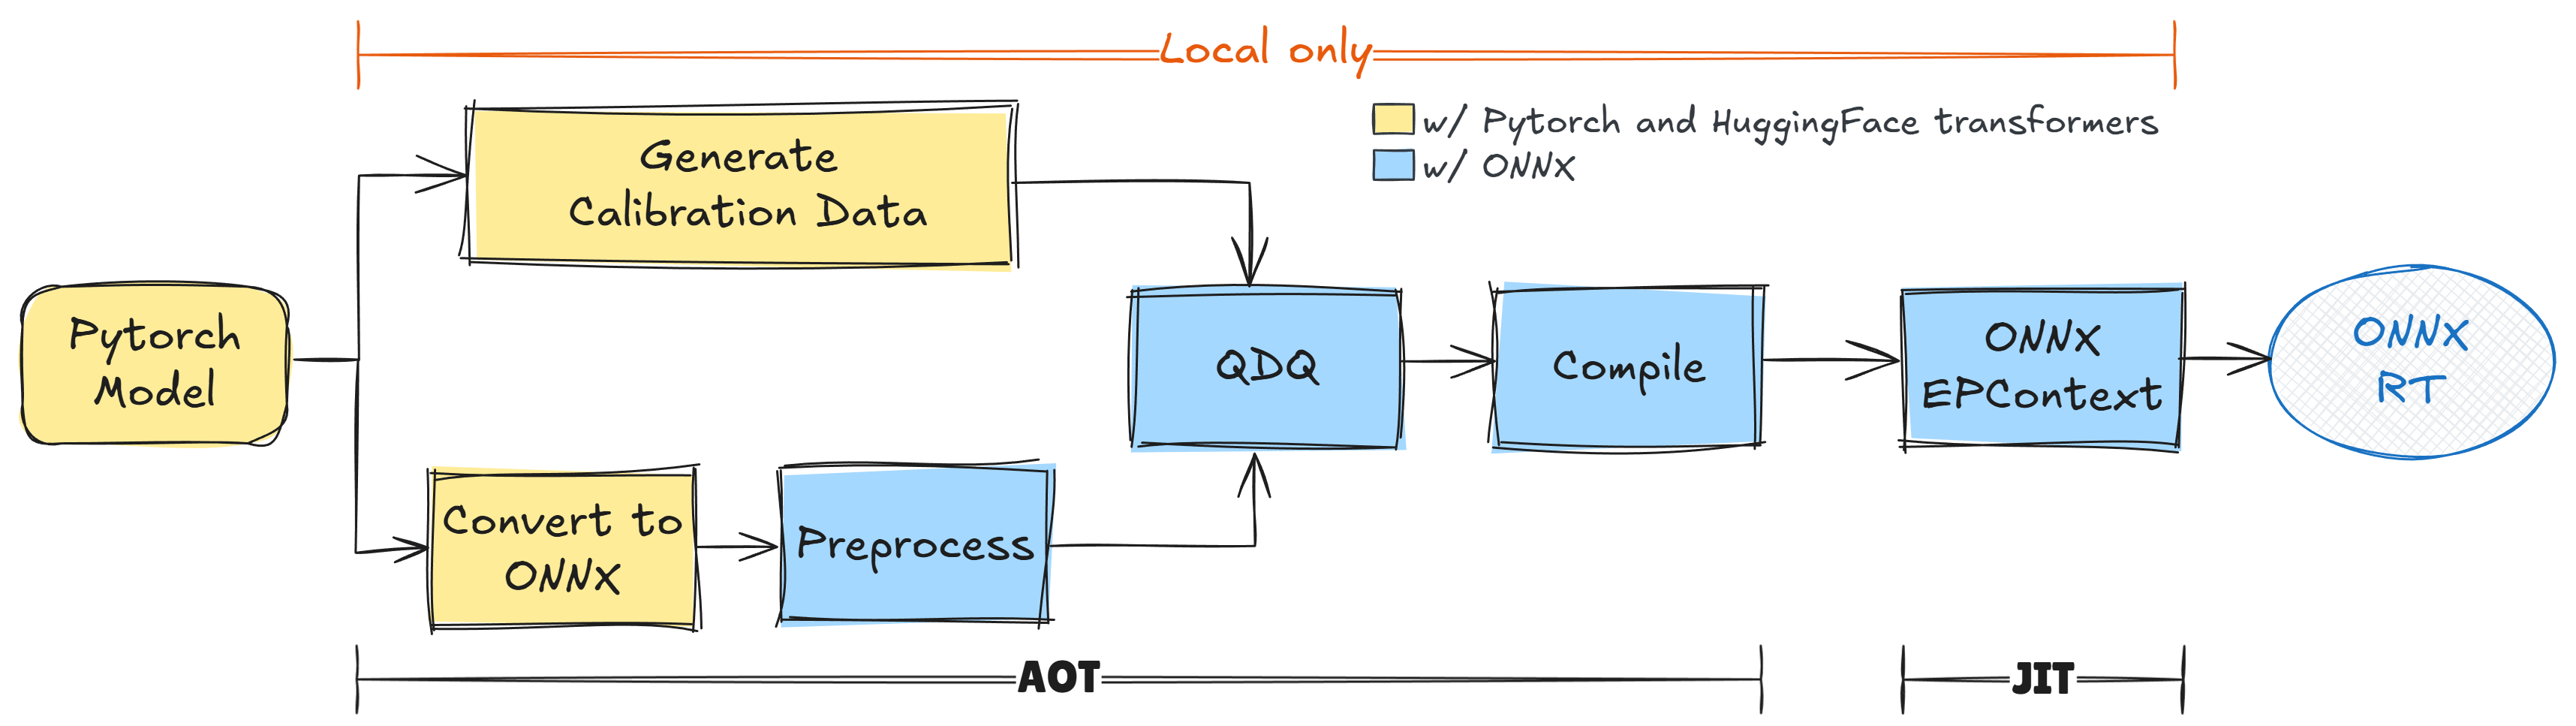 Local only
w/ Pytorch and HuggingFace transformers
w/ ONNX
Generate
Calibration Data
Pytorch
Model
QDQ
Compile
ONNX
EPContext
ONNX
RT
Convert to
ONNX
Preprocess
AOT
JIT